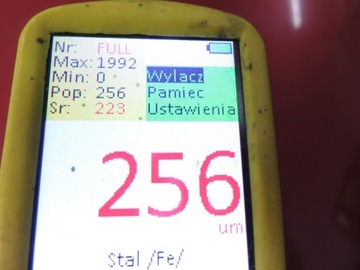 Nr: FULL
Max: 1992
Min: 0
Pop: 256
Sr: 223
Wylacz
Pamiec
Ustawienia
256
um
Stal /Fe/